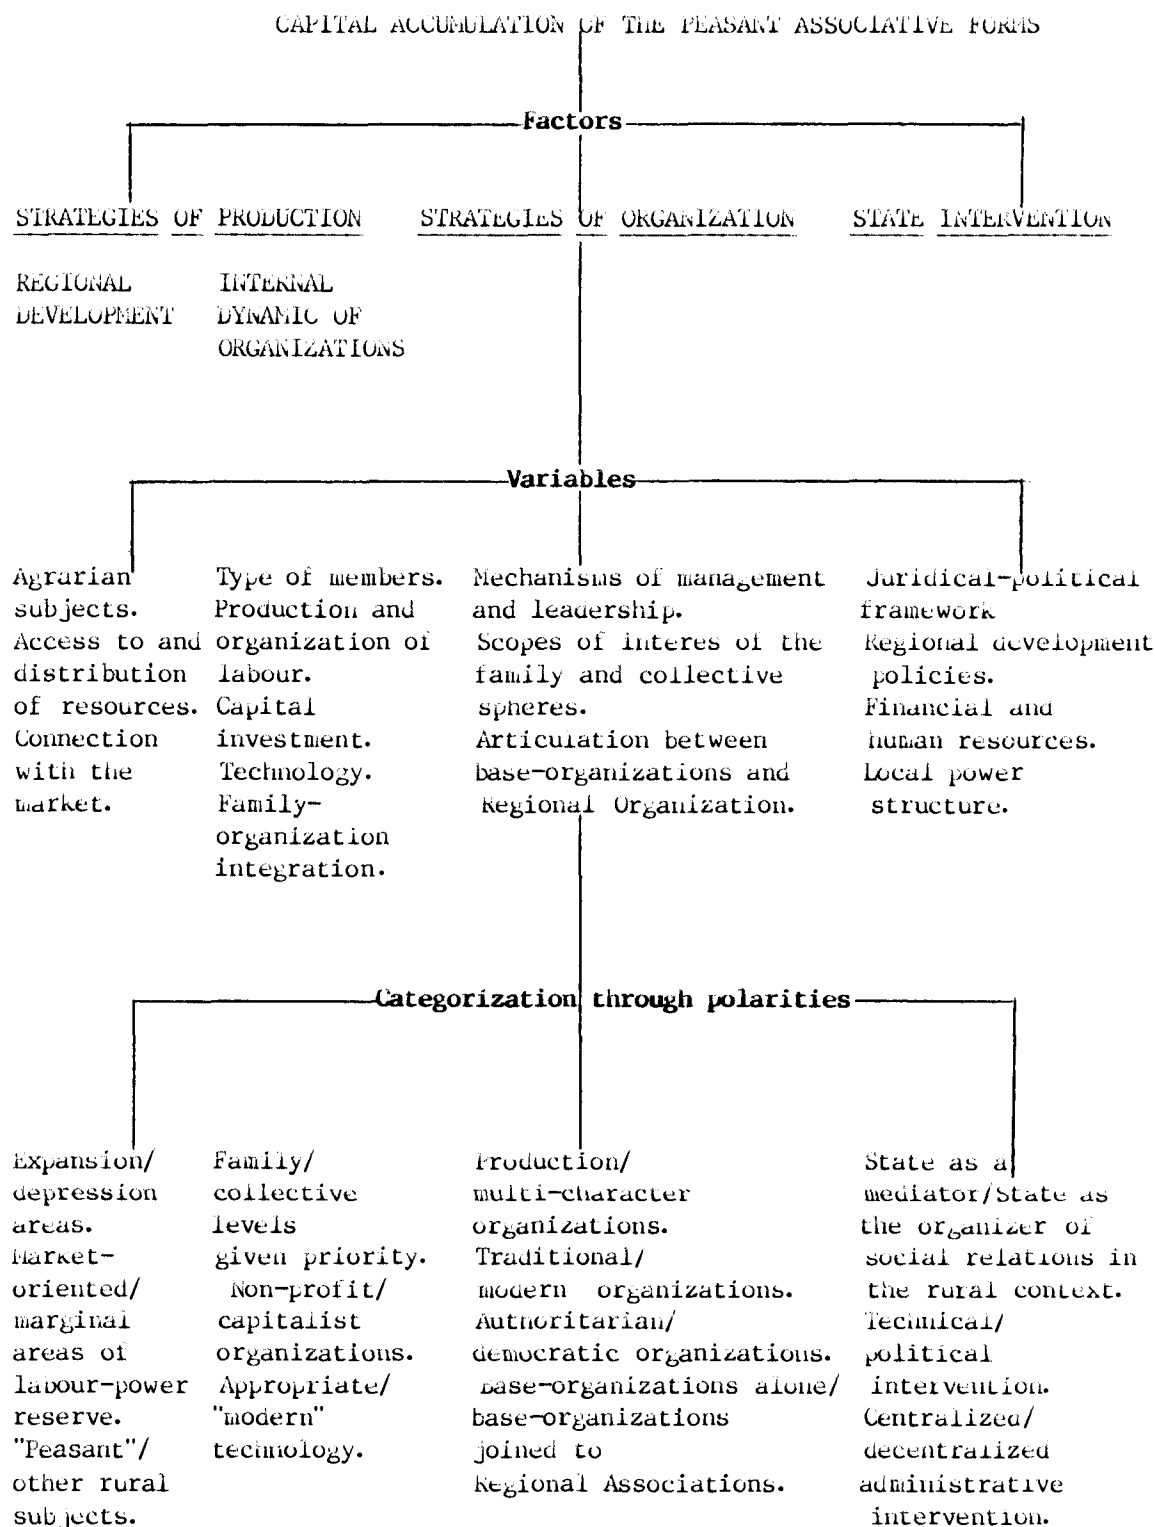 CAPITAL ACCUMULATION OF THE PEASANT ASSOCIATIVE FORMS
Factors
STRATEGIES OF PRODUCTION
STRATEGIES OF ORGANIZATION
STATE INTERVENTION
REGIONAL
DEVELOPMENT
INTERNAL
DYNAMIC OF
ORGANIZATIONS
Variables
Agrarian
subjects.
Access to and
distribution
of resources.
Connection
with the
market.
Type of members.
Production and
organization of
labour.
Capital
investment.
Technology.
Family-
organization
integration.
Mechanisms of management
and leadership.
Scopes of interes of the
family and collective
spheres.
Articulation between
base-organizations and
Regional Organization.
Juridical-political
framework
Regional development
policies.
Financial and
human resources.
Local power
structure.
Categorization through polarities
Expansion/
depression
areas.
Market-
oriented/
marginal
areas of
labour-power
reserve.
"Peasant"/
other rural
subjects.
Family/
collective
levels
given priority.
Non-profit/
capitalist
organizations.
Appropriate/
"modern"
technology.
Production/
multi-character
organizations.
Traditional/
modern organizations.
Authoritarian/
democratic organizations.
Base-organizations alone/
base-organizations
joined to
Regional Associations.
State as a
mediator/State as
the organizer of
social relations in
the rural context.
Technical/
political
intervention.
Centralized/
decentralized
administrative
intervention.